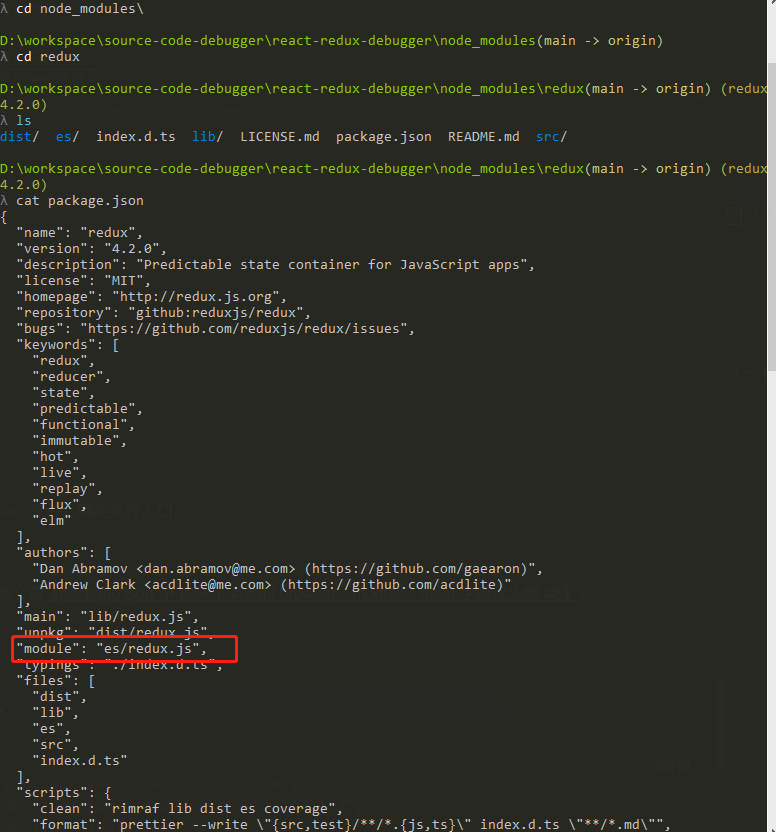 λ cd node_modules\
D:\workspace\source-code-debugger\react-redux-debugger\node_modules(main -> origin)
λ cd redux
D:\workspace\source-code-debugger\react-redux-debugger\node_modules\redux(main -> origin) (redux
4.2.0)
λ ls
dist/  es/  index.d.ts  lib/  LICENSE.md  package.json  README.md  src/
D:\workspace\source-code-debugger\react-redux-debugger\node_modules\redux(main -> origin) (redux
4.2.0)
λ cat package.json
{
  "name": "redux",
  "version": "4.2.0",
  "description": "Predictable state container for JavaScript apps",
  "license": "MIT",
  "homepage": "http://redux.js.org",
  "repository": "github:reduxjs/redux",
  "bugs": "https://github.com/reduxjs/redux/issues",
  "keywords": [
    "redux",
    "reducer",
    "state",
    "predictable",
    "functional",
    "immutable",
    "hot",
    "live",
    "replay",
    "flux",
    "elm"
  ],
  "authors": [
    "Dan Abramov <dan.abramov@me.com> (https://github.com/gaearon)",
    "Andrew Clark <acdlite@me.com> (https://github.com/acdlite)"
  ],
  "main": "lib/redux.js",
  "unpkg": "dist/redux.js",
  "module": "es/redux.js",
  "typings": "./index.d.ts",
  "files": [
    "dist",
    "lib",
    "es",
    "src",
    "index.d.ts"
  ],
  "scripts": {
    "clean": "rimraf lib dist es coverage",
    "format": "prettier --write \"{src,test}/**/*.{js,ts}\" index.d.ts \"**/*.md\"",